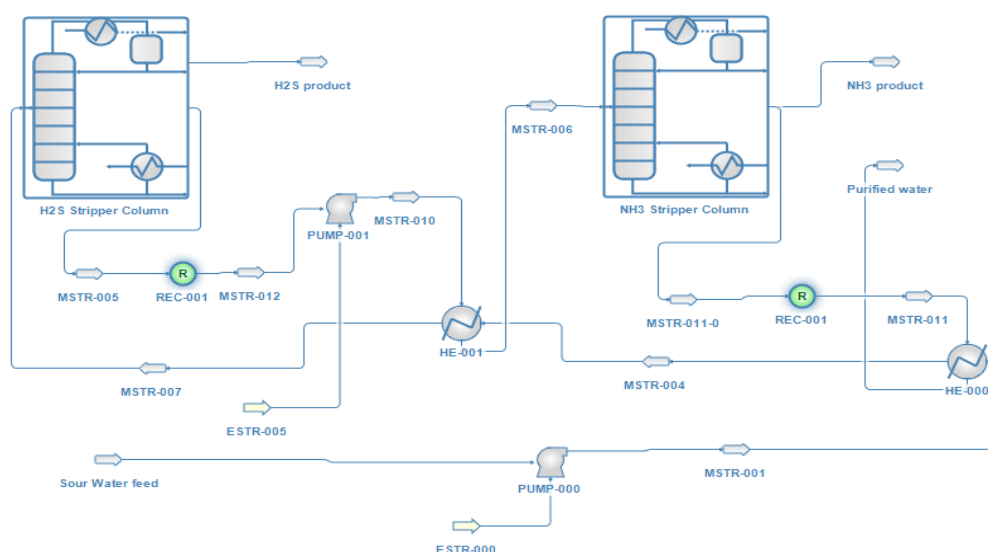 H2S product
NH3 product
MSTR-006
Purified water
H2S Stripper Column
NH3 Stripper Column
MSTR-010
PUMP-001
R
MSTR-005
REC-001
MSTR-012
R
MSTR-011-0
REC-001
MSTR-011
HE-001
MSTR-007
MSTR-004
HE-000
ESTR-005
Sour Water feed
PUMP-000
MSTR-001
ESTR-000